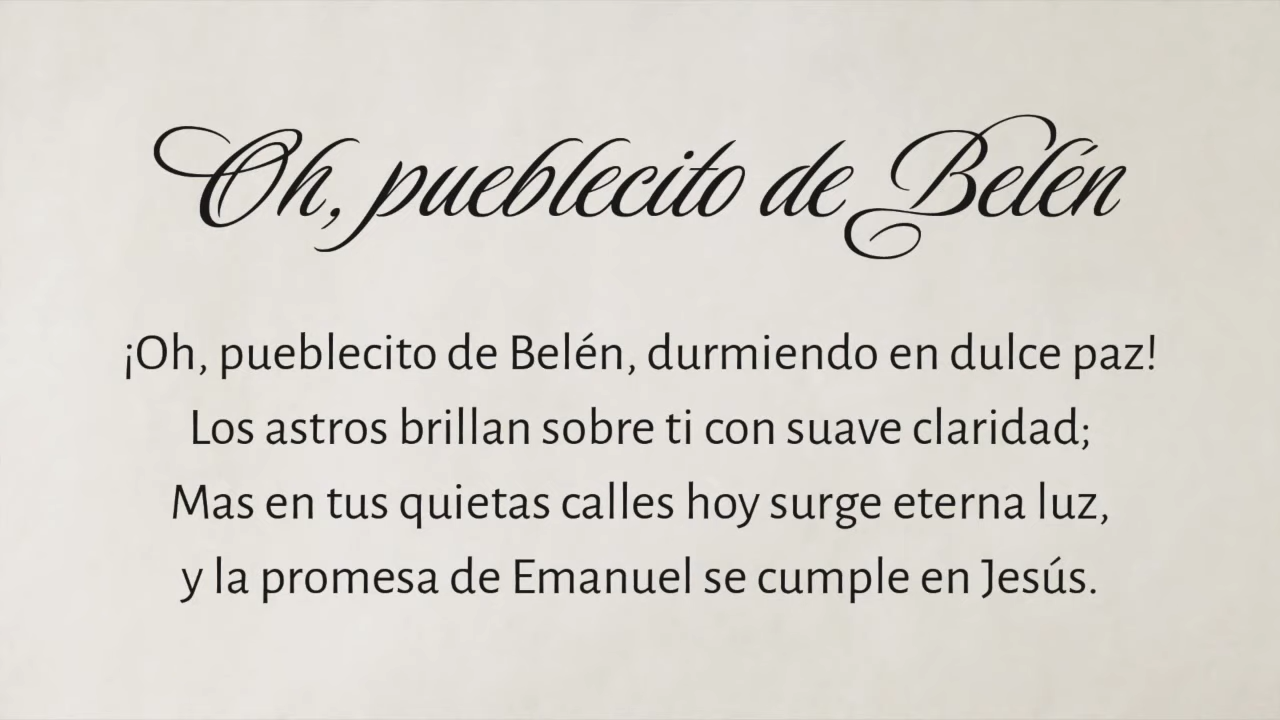 Oh, pueblecito de Belén
¡Oh, pueblecito de Belén, durmiendo en dulce paz!
Los astros brillan sobre ti con suave claridad;
Mas en tus quietas calles hoy surge eterna luz,
y la promesa de Emanuel se cumple en Jesús.